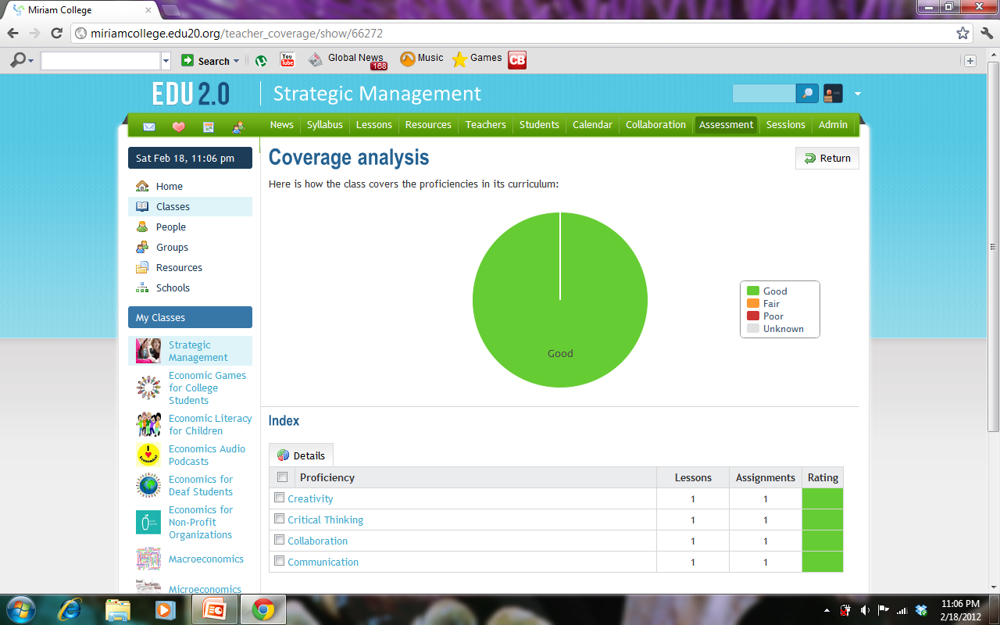 Miriam College
miriamcollege.edu20.org/teacher_coverage/show/66272
Search
You Tube
Global News
168
Music
Games
CB
EDU 2.0
Strategic Management
News Syllabus Lessons Resources Teachers Students Calendar Collaboration Assessment Sessions Admin
Sat Feb 18, 11:06 pm
Home
Classes
People
Groups
Resources
Schools
My Classes
Strategic
Management
Economic Games
for College
Students
Economic Literacy
for Children
Economics Audio
Podcasts
Economics for
Deaf Students
Economics for
Non-Profit
Organizations
Macroeconomics
Microeconomics
Coverage analysis
Return
Here is how the class covers the proficiencies in its curriculum:
Good
Good
Fair
Poor
Unknown
Index
Details
Proficiency Lessons Assignments Rating
Creativity 1 1
Critical Thinking 1 1
Collaboration 1 1
Communication 1 1
11:06 PM
2/18/2012